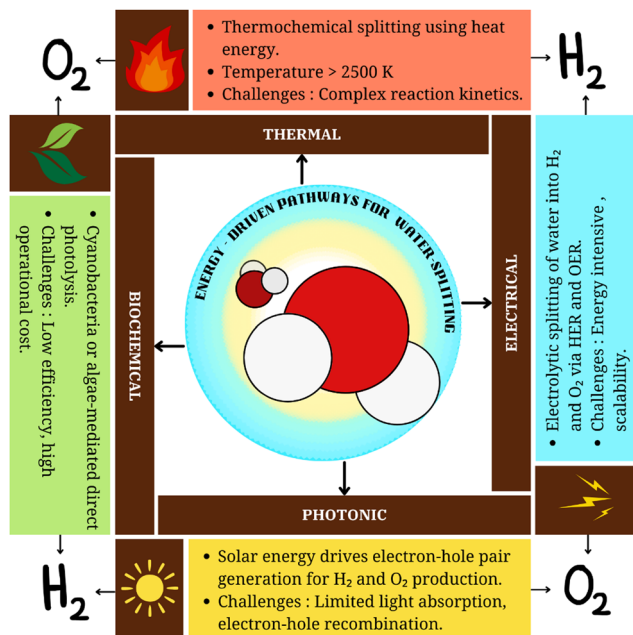 O₂
• Thermochemical splitting using heat
energy.
• Temperature > 2500 K
• Challenges : Complex reaction kinetics.
H₂
THERMAL
ENERGY - DRIVEN PATHWAYS FOR WATER-SPLITTING
BIOCHEMICAL
• Cyanobacteria or algae-mediated direct
photolysis.
• Challenges : Low efficiency, high
operational cost.
ELECTRICAL
• Electrolytic splitting of water into H₂
and O₂ via HER and OER.
• Challenges : Energy intensive ,
scalability.
PHOTONIC
H₂
• Solar energy drives electron-hole pair
generation for H₂ and O₂ production.
• Challenges : Limited light absorption,
electron-hole recombination.
O₂